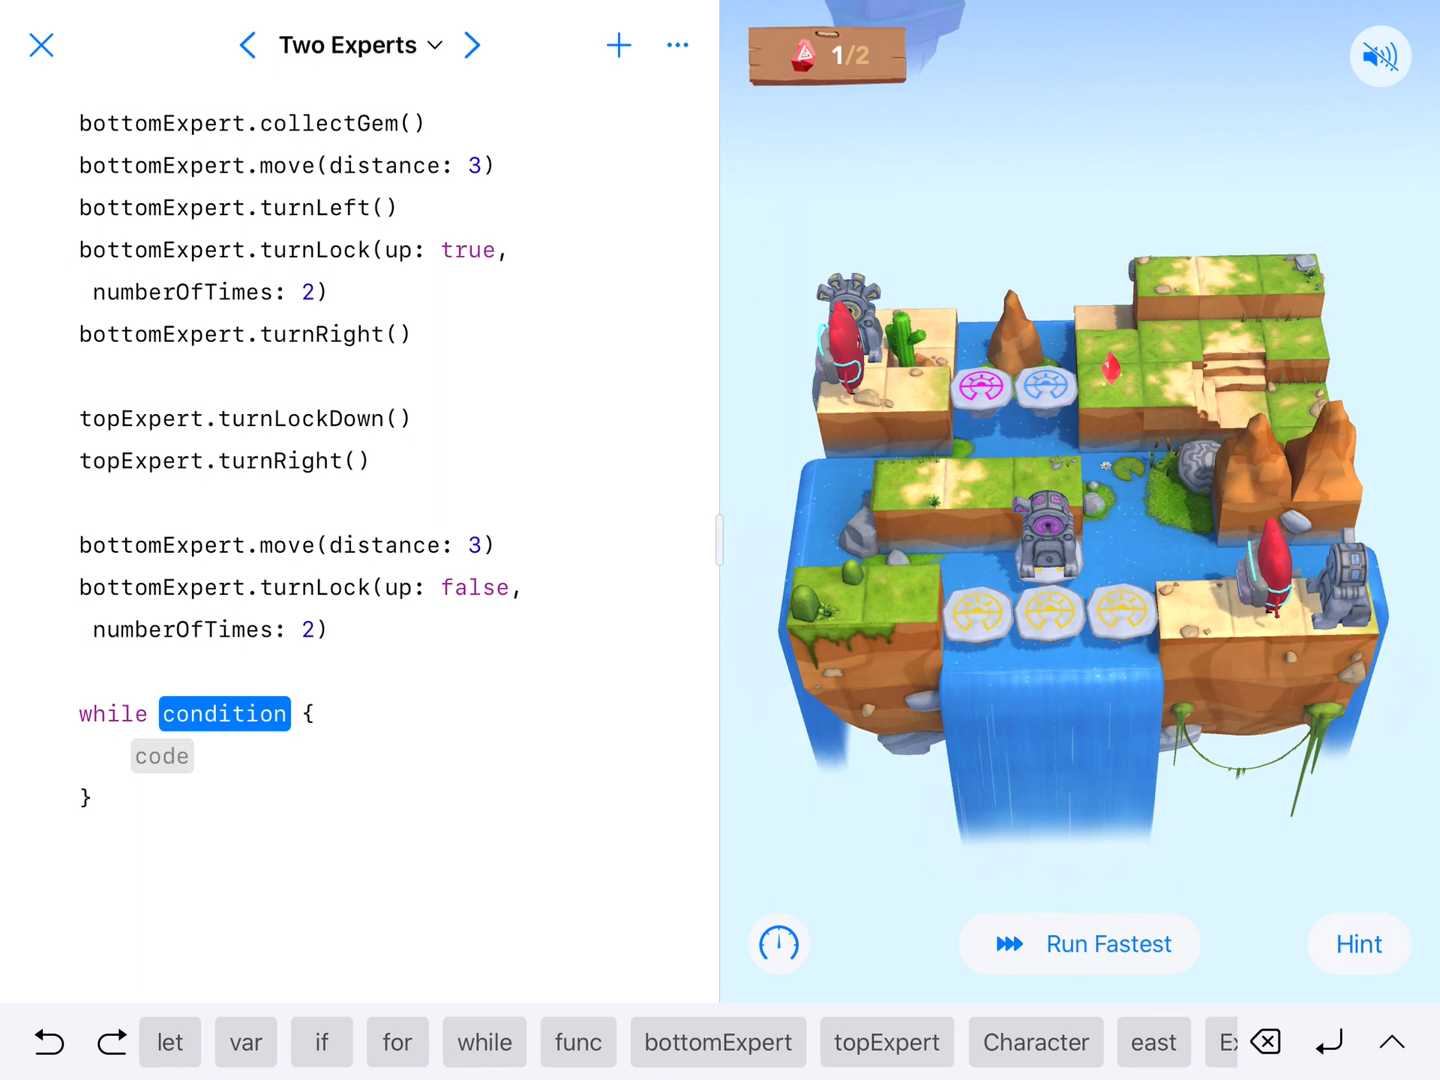 Two Experts
bottomExpert.collectGem()
bottomExpert.move(distance: 3)
bottomExpert.turnLeft()
bottomExpert.turnLock(up: true,
numberOfTimes: 2)
bottomExpert.turnRight()
topExpert.turnLockDown()
topExpert.turnRight()
bottomExpert.move(distance: 3)
bottomExpert.turnLock(up: false,
numberOfTimes: 2)
while condition {
code
}
1/2
Run Fastest
Hint
let var if for while func bottomExpert topExpert Character east